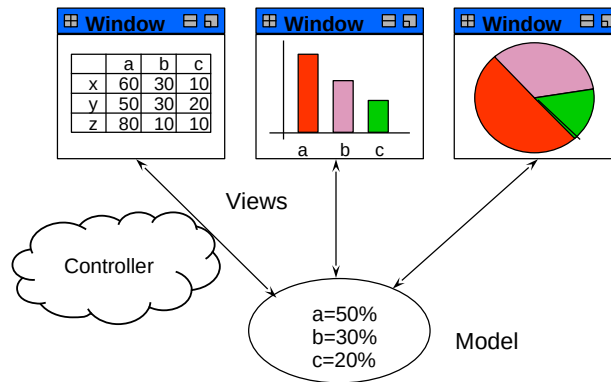 Window
a b c
x 60 30 10
y 50 30 20
z 80 10 10
Window
a b c
Window
Views
Controller
a=50%
b=30%
c=20%
Model